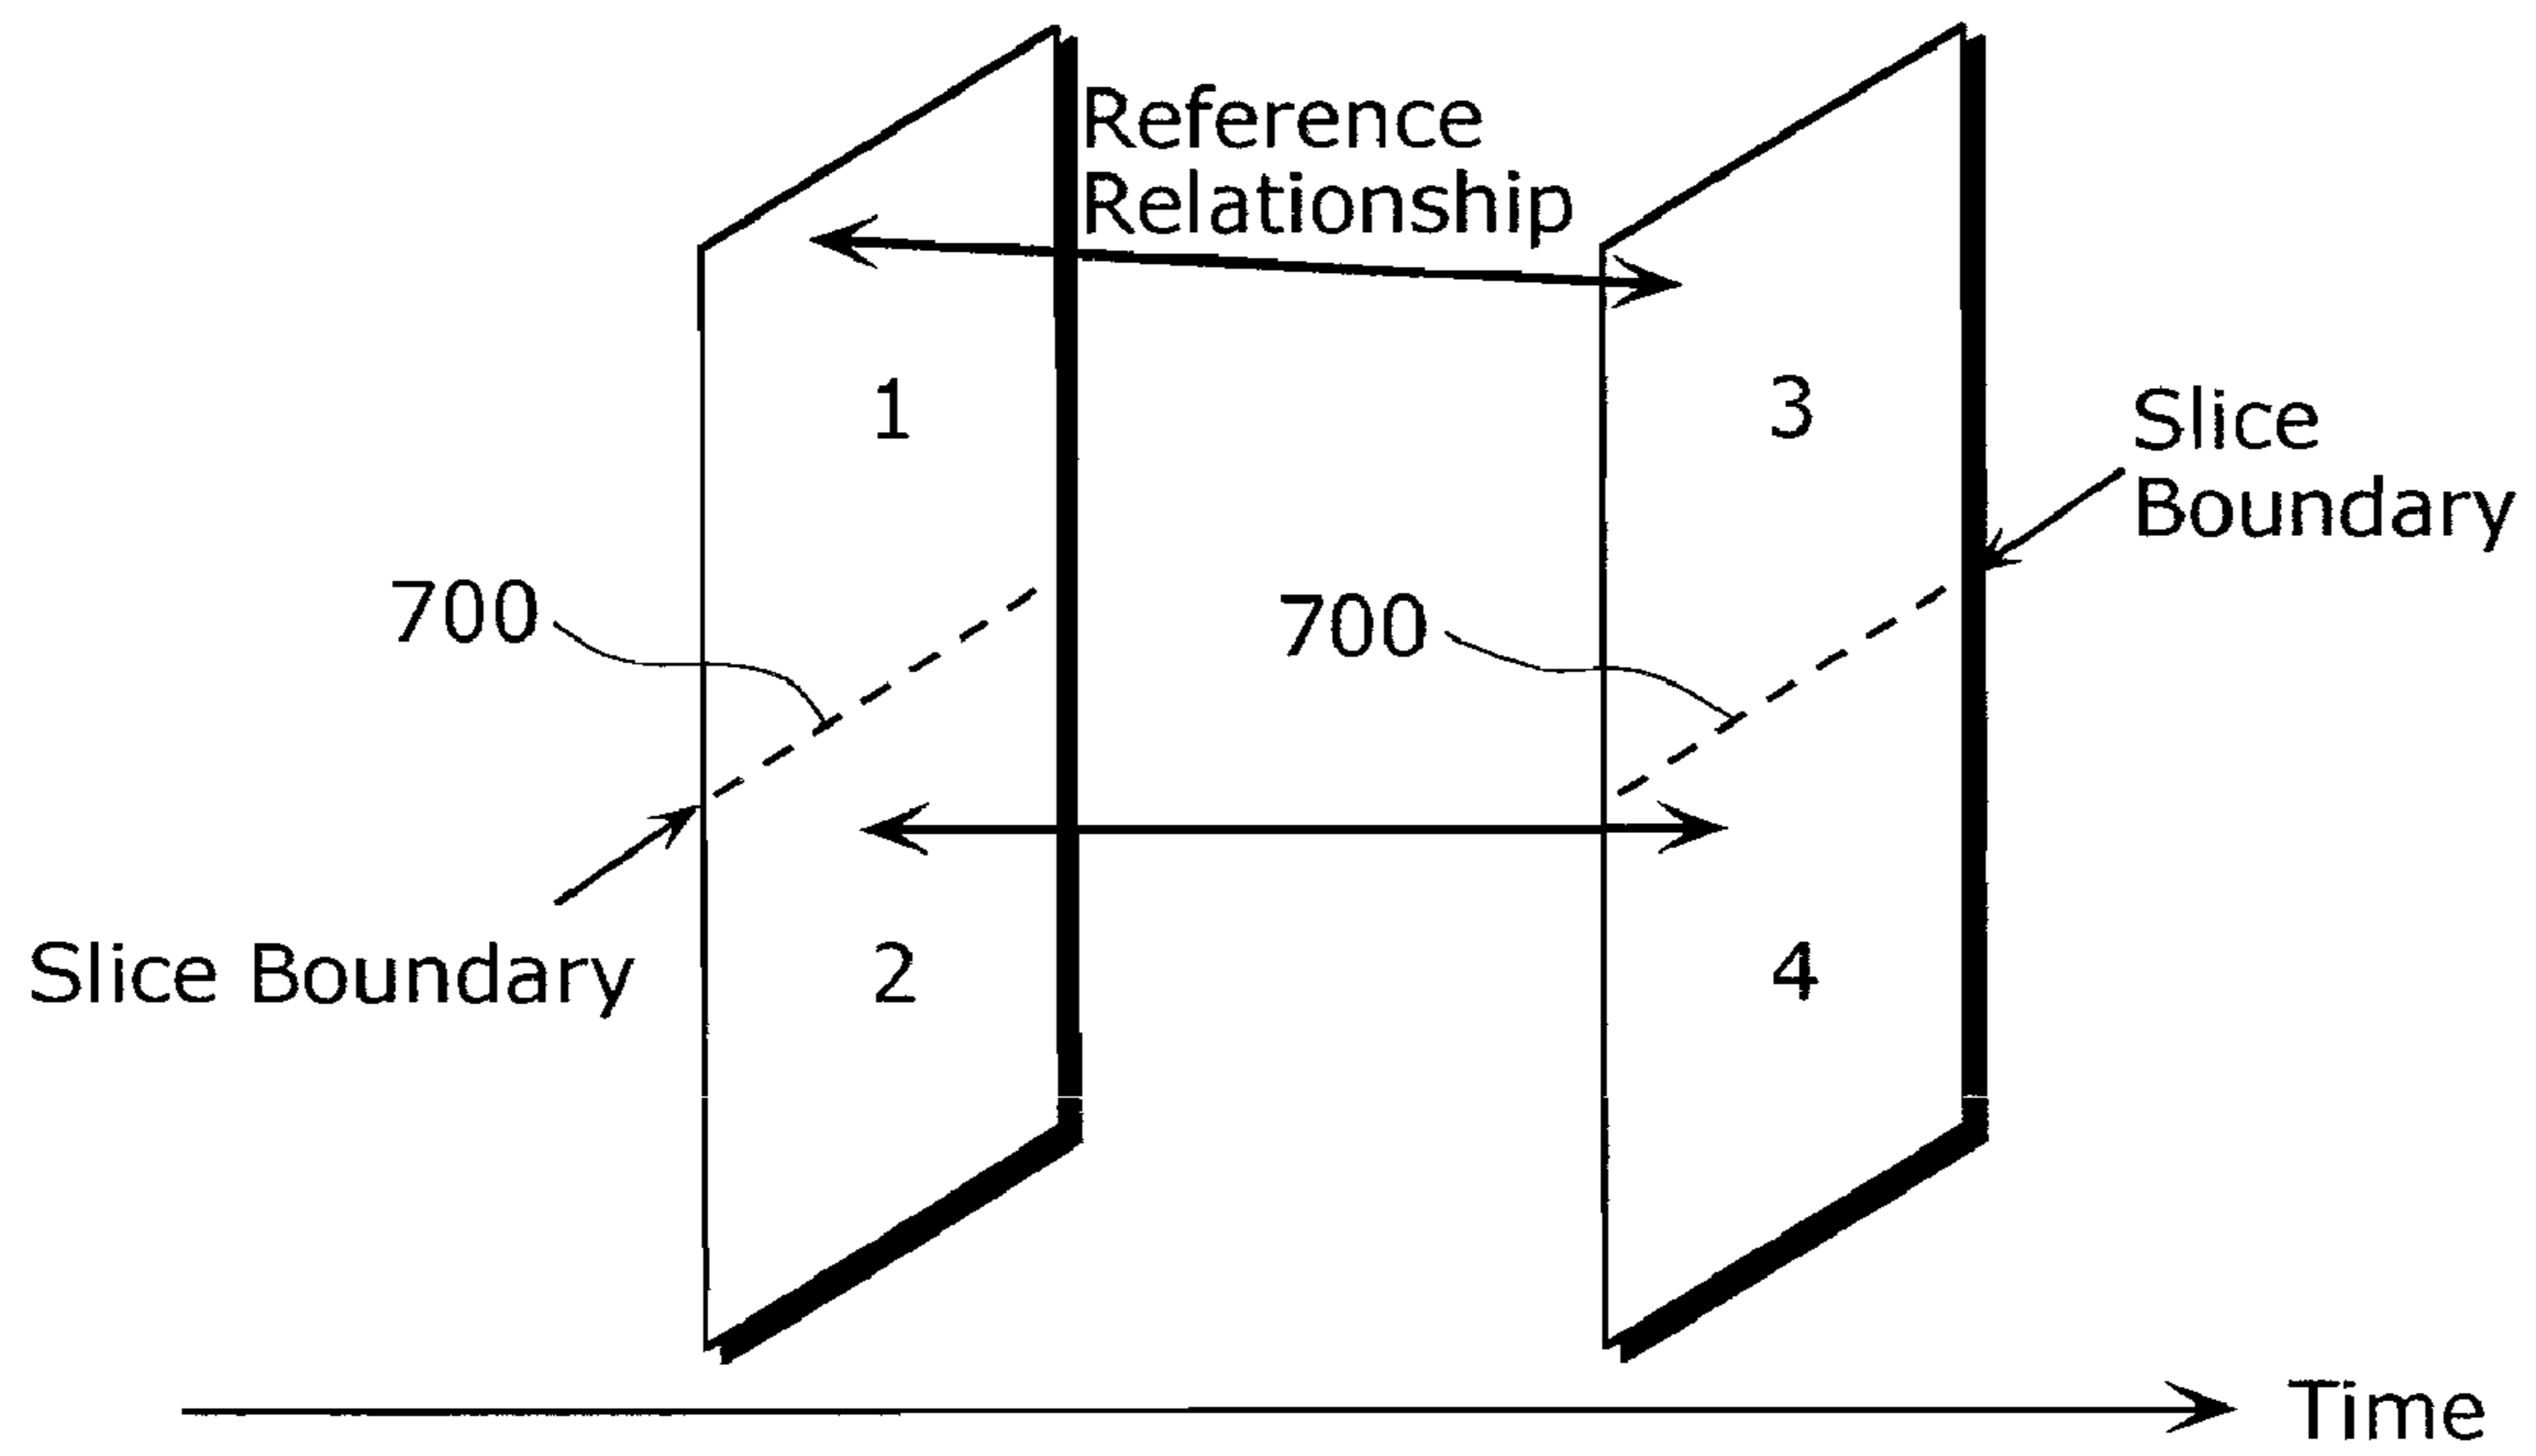 Reference
Relationship
1
3
Slice
Boundary
700
700
Slice Boundary
2
4
Time